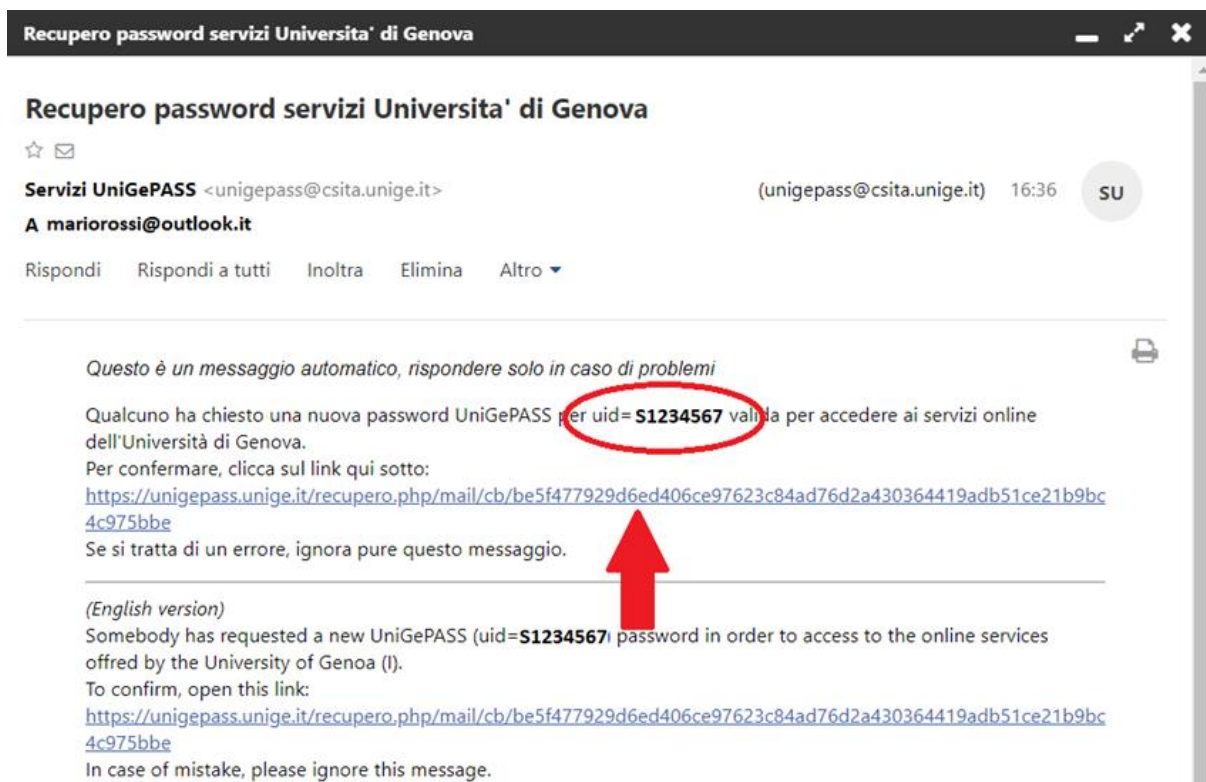 Recupero password servizi Universita' di Genova
Recupero password servizi Universita' di Genova
Servizi UniGePASS <unigepass@csita.unige.it> (unigepass@csita.unige.it) 16:36 SU
A mariorossi@outlook.it
Rispondi Rispondi a tutti Inoltra Elimina Altro
Questo è un messaggio automatico, rispondere solo in caso di problemi
Qualcuno ha chiesto una nuova password UniGePASS per uid= S1234567 valida per accedere ai servizi online
dell'Università di Genova.
Per confermare, clicca sul link qui sotto:
https://unigepass.unige.it/recupero.php/mail/cb/be5f477929d6ed406ce97623c84ad76d2a430364419adb51ce21b9bc
4c975bbe
Se si tratta di un errore, ignora pure questo messaggio.
(English version)
Somebody has requested a new UniGePASS (uid=S1234567) password in order to access to the online services
offred by the University of Genoa (I).
To confirm, open this link:
https://unigepass.unige.it/recupero.php/mail/cb/be5f477929d6ed406ce97623c84ad76d2a430364419adb51ce21b9bc
4c975bbe
In case of mistake, please ignore this message.